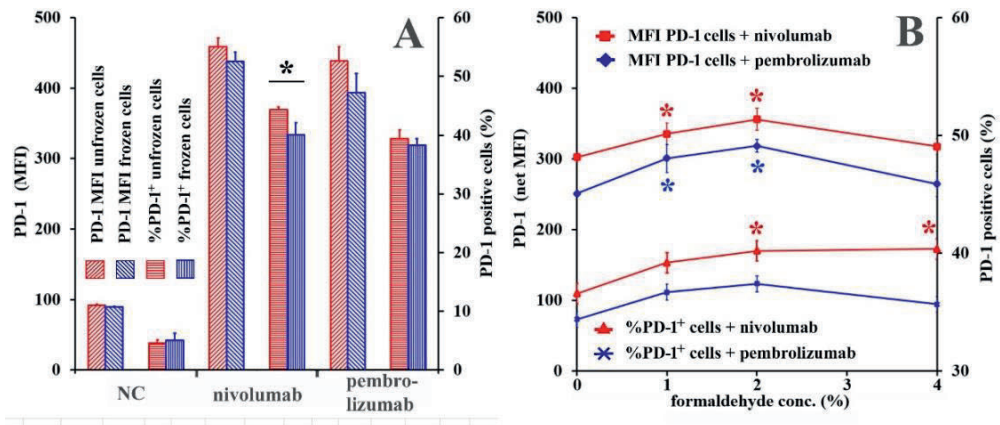 500
400
300
200
100
0
PD-1 (MFI)
PD-1 MFI unfrozen cells
PD-1 MFI frozen cells
%PD-1⁺ unfrozen cells
%PD-1⁺ frozen cells
*
A
60
50
40
30
20
10
0
PD-1 positive cells (%)
NC
nivolumab
pembro-
lizumab
500
400
300
200
100
0
PD-1 (net MFI)
MFI PD-1 cells + nivolumab
MFI PD-1 cells + pembrolizumab
B
* *
* *
* *
%PD-1⁺ cells + nivolumab
%PD-1⁺ cells + pembrolizumab
60
50
40
30
PD-1 positive cells (%)
0 1 2 3 4
formaldehyde conc. (%)